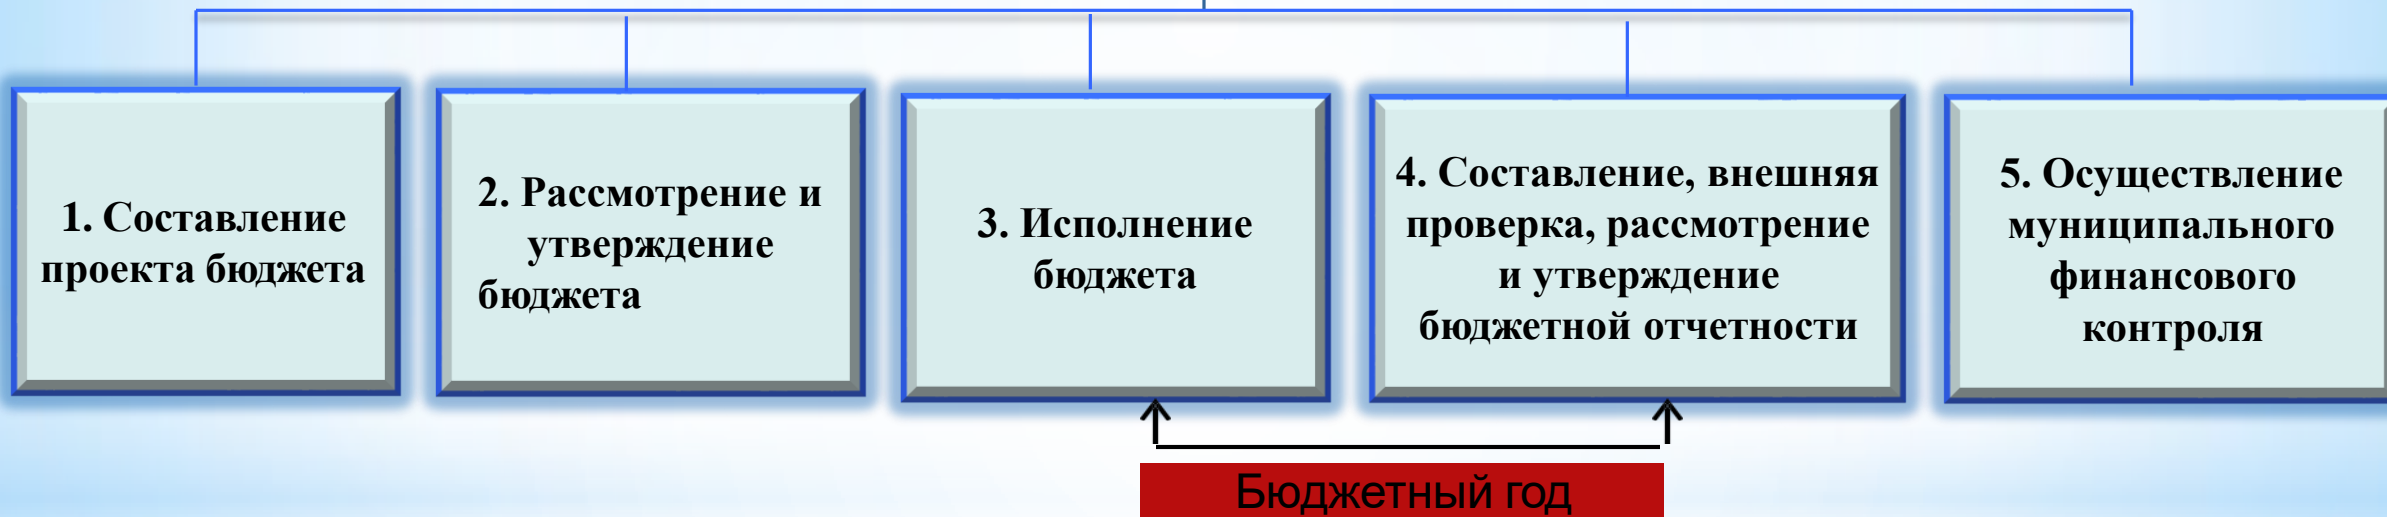 1. Составление
проекта бюджета
2. Рассмотрение и
утверждение
бюджета
3. Исполнение
бюджета
4. Составление, внешняя
проверка, рассмотрение
и утверждение
бюджетной отчетности
5. Осуществление
муниципального
финансового
контроля
Бюджетный год